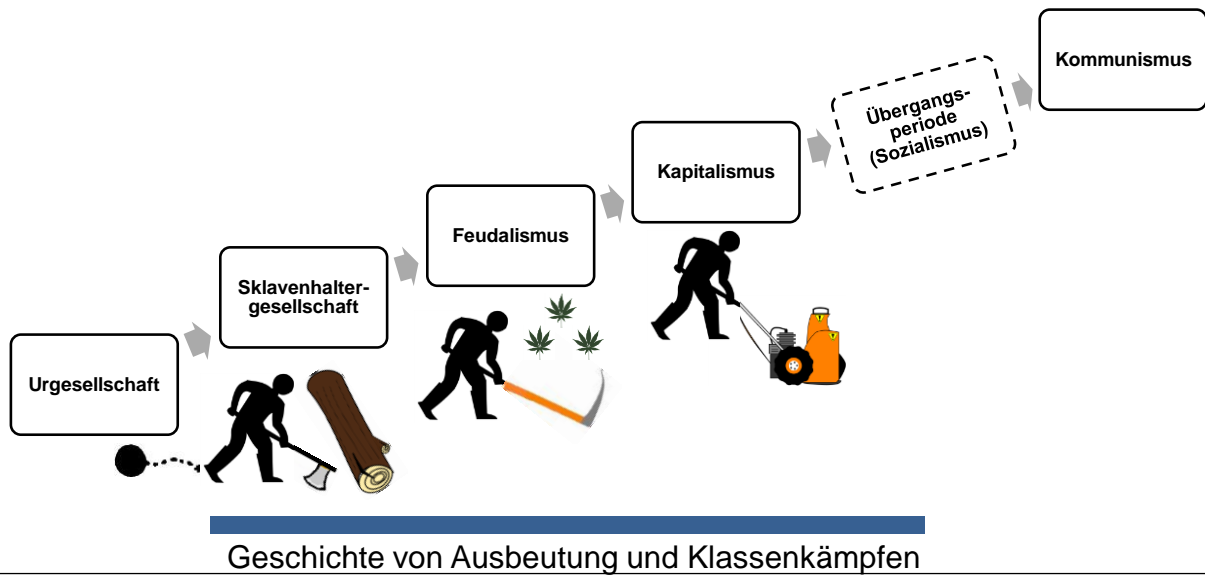 Urgesellschaft
Sklavenhalter-
gesellschaft
Feudalismus
Kapitalismus
Übergangs-
periode
(Sozialismus)
Kommunismus
Geschichte von Ausbeutung und Klassenkämpfen